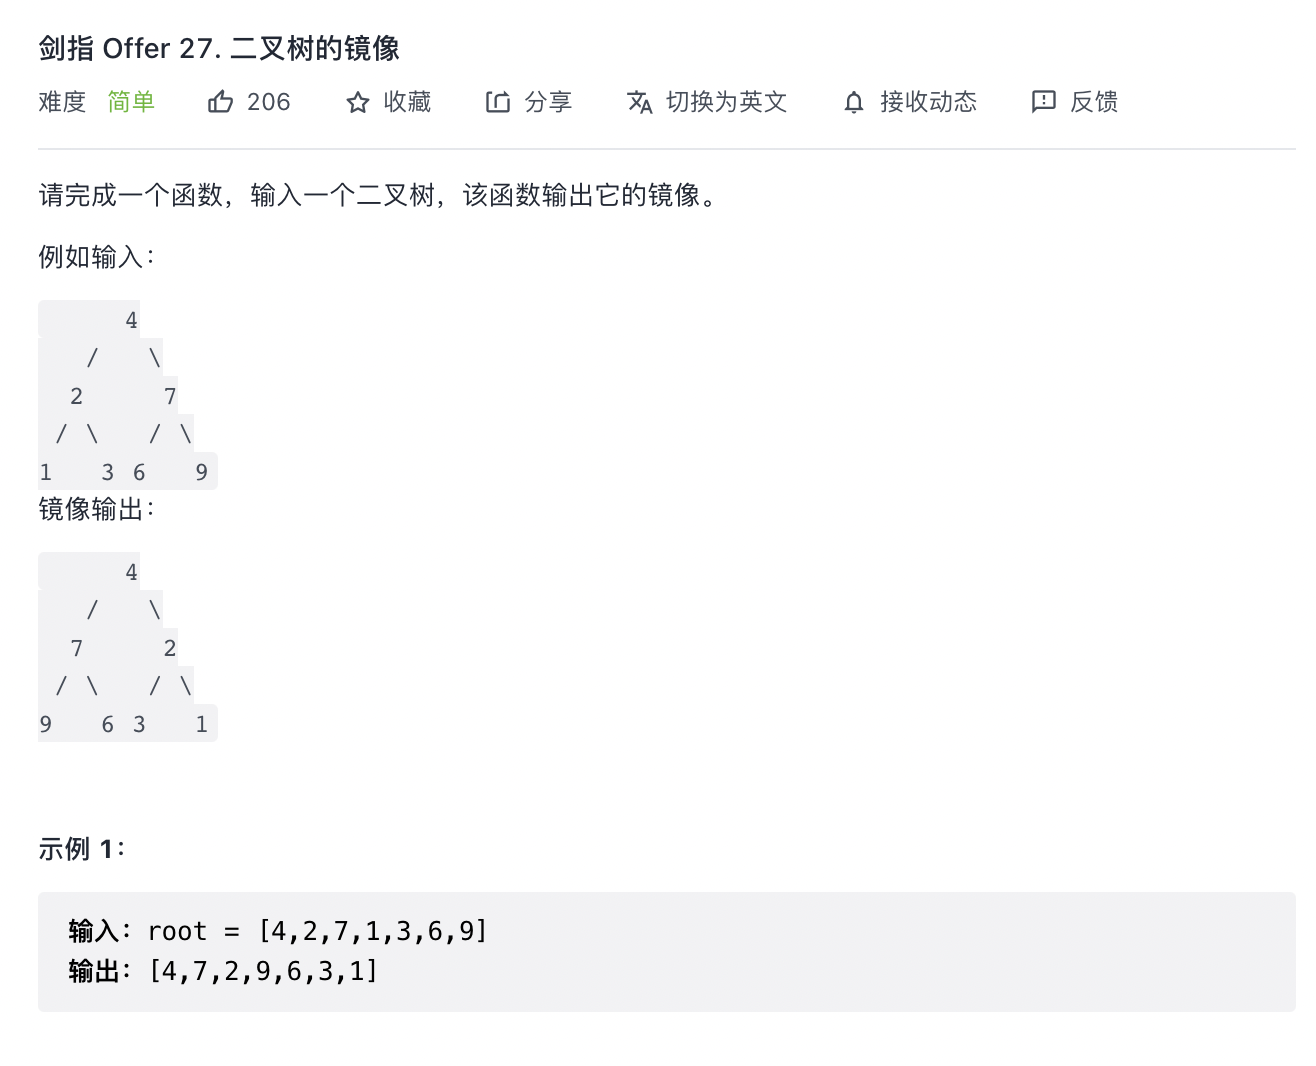 剑指 Offer 27. 二叉树的镜像
难度 简单 206 收藏 分享 切换为英文 接收动态 反馈
请完成一个函数，输入一个二叉树，该函数输出它的镜像。
例如输入：
4
/ \
2 7
/ \ / \
1 3 6 9
镜像输出：
4
/ \
7 2
/ \ / \
9 6 3 1
示例 1：
输入：root = [4,2,7,1,3,6,9]
输出：[4,7,2,9,6,3,1]